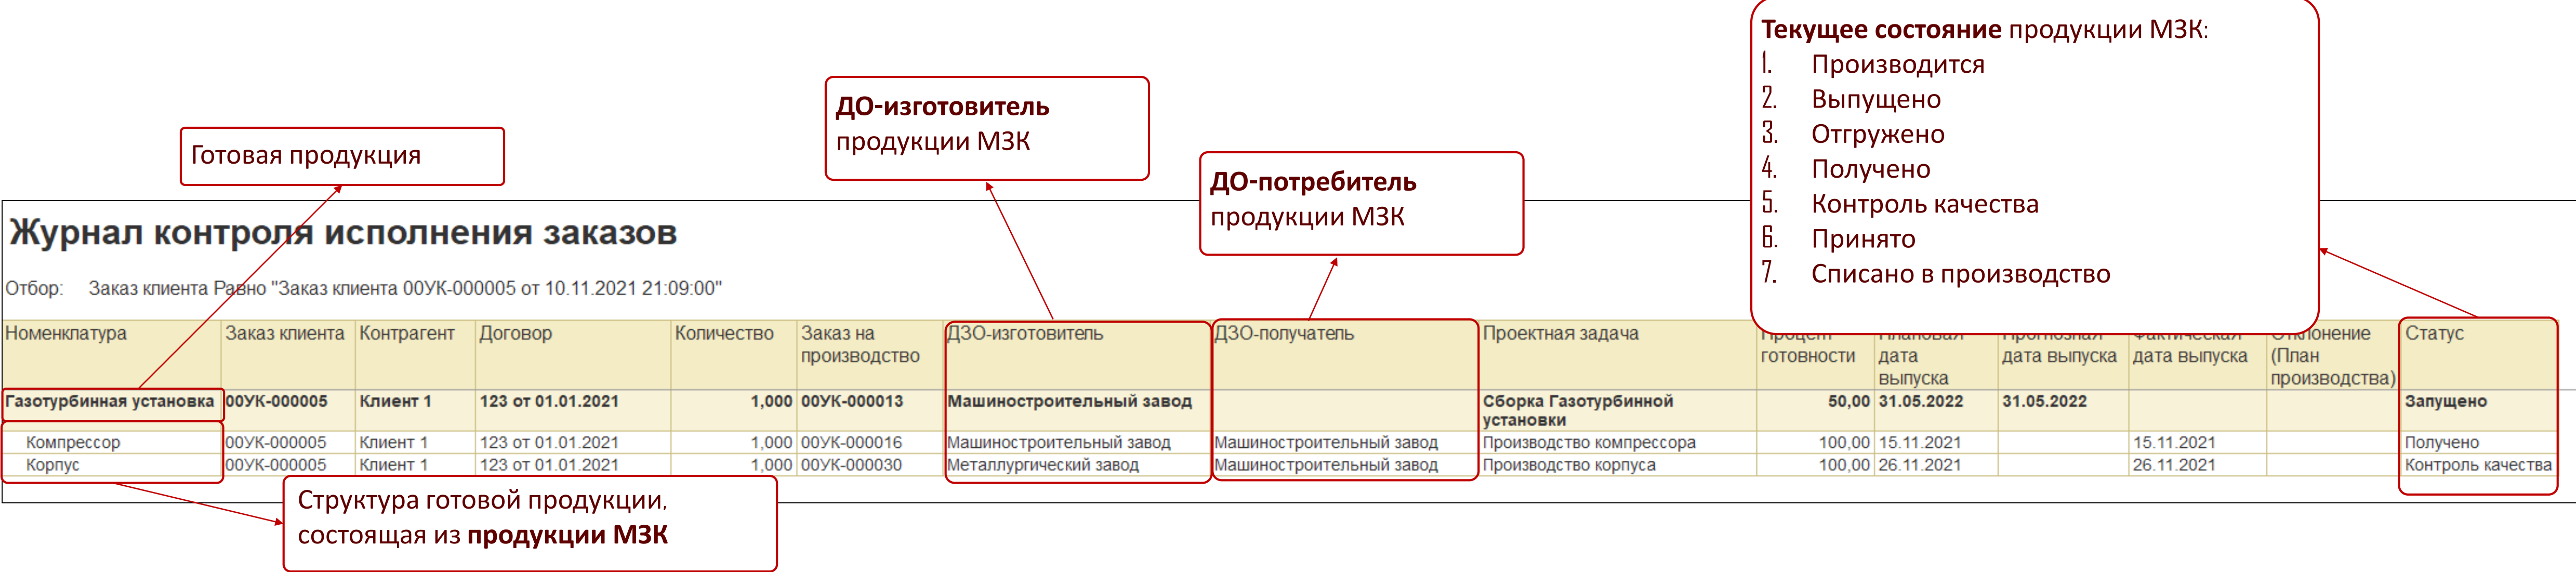 Текущее состояние продукции МЗК:
1. Производится
2. Выпущено
3. Отгружено
4. Получено
5. Контроль качества
6. Принято
7. Списано в производство
ДО-изготовитель
продукции МЗК
Готовая продукция
ДО-потребитель
продукции МЗК
Журнал контроля исполнения заказов
Отбор: Заказ клиента Равно "Заказ клиента 00УК-000005 от 10.11.2021 21:09:00"
Номенклатура Заказ клиента Контрагент Договор Количество Заказ на ДЗО-изготовитель ДЗО-получатель Проектная задача Процент Плановая Прогнозная Фактическая Отклонение Статус
производство готовности дата дата выпуска дата выпуска (План
выпуска производства)
Газотурбинная установка 00УК-000005 Клиент 1 123 от 01.01.2021 1,000 00УК-000013 Машиностроительный завод Сборка Газотурбинной 50,00 31.05.2022 31.05.2022 Запущено
установки
Компрессор 00УК-000005 Клиент 1 123 от 01.01.2021 1,000 00УК-000016 Машиностроительный завод Машиностроительный завод Производство компрессора 100,00 15.11.2021 15.11.2021 Получено
Корпус 00УК-000005 Клиент 1 123 от 01.01.2021 1,000 00УК-000030 Металлургический завод Машиностроительный завод Производство корпуса 100,00 26.11.2021 26.11.2021 Контроль качества
Структура готовой продукции,
состоящая из продукции МЗК